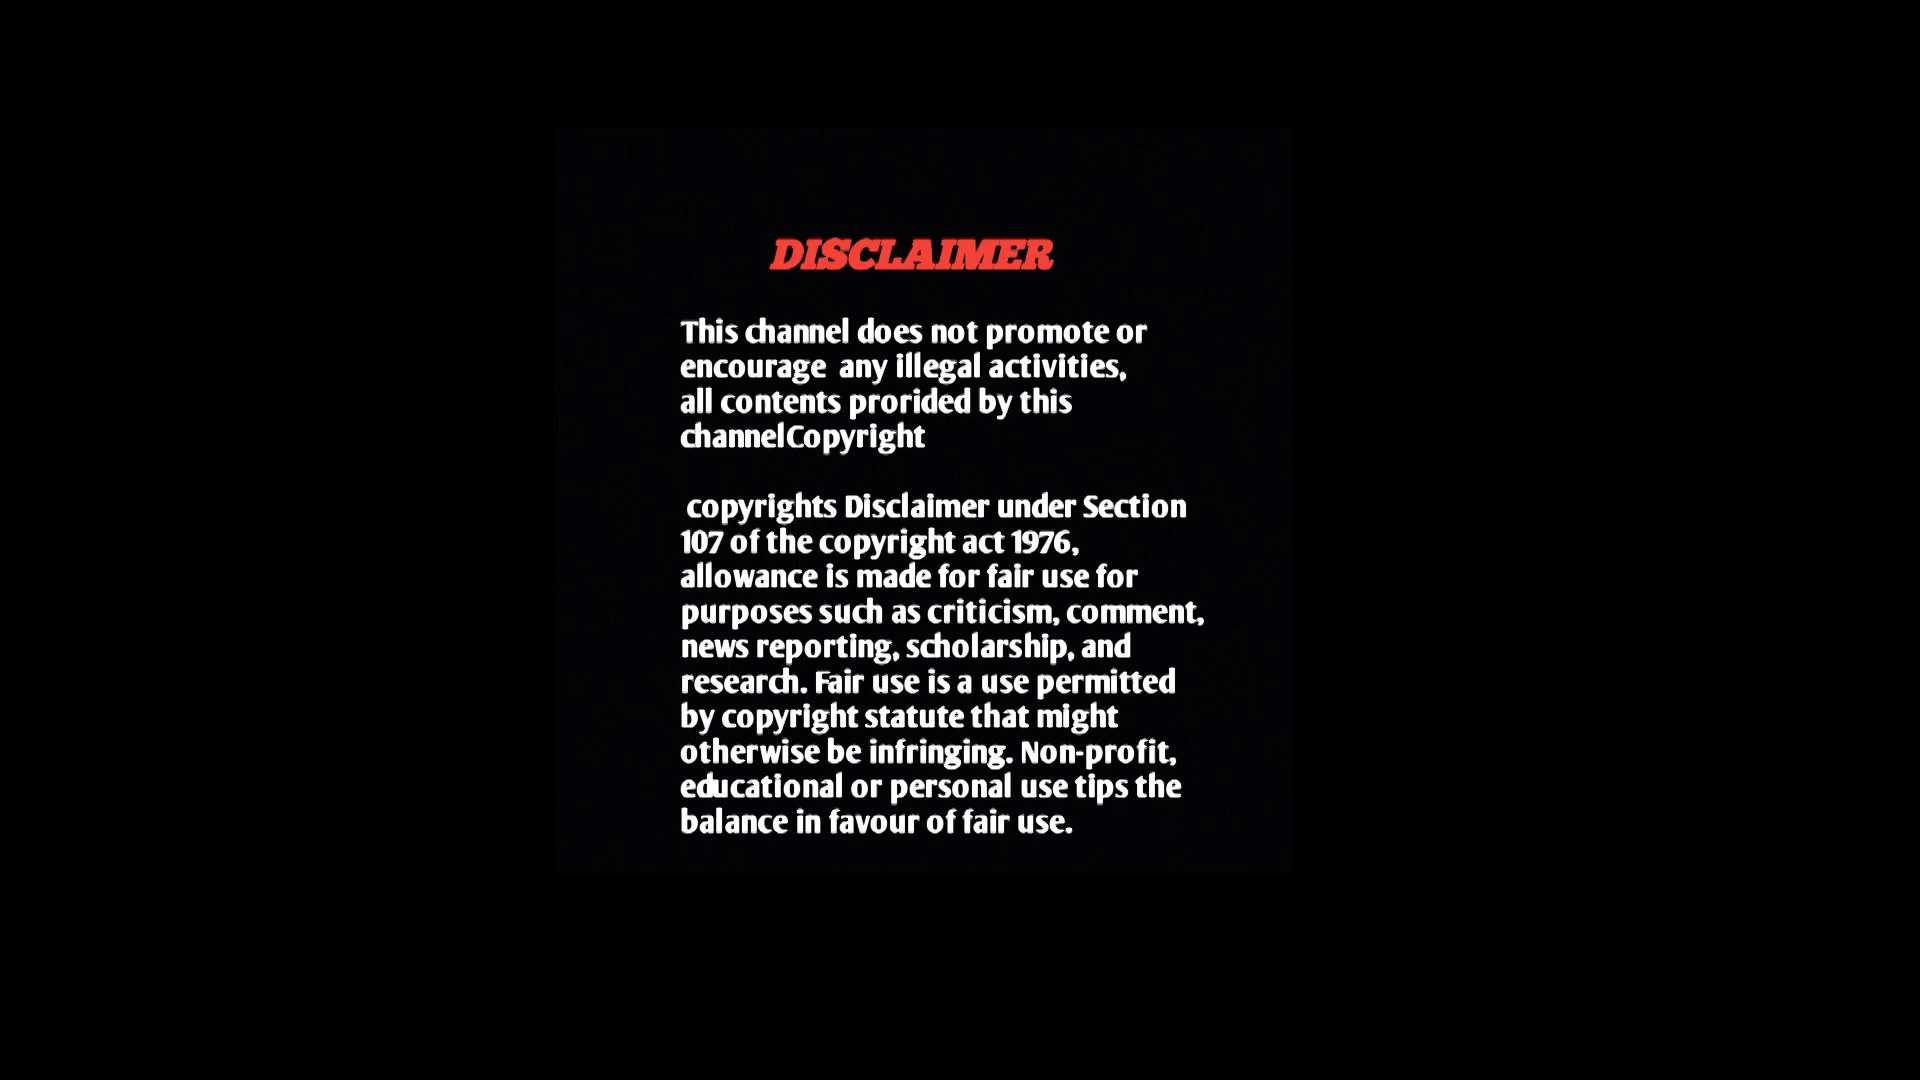 DISCLAIMER
This channel does not promote or
encourage any illegal activities,
all contents prorided by this
channelCopyright
copyrights Disclaimer under Section
107 of the copyright act 1976,
allowance is made for fair use for
purposes such as criticism, comment,
news reporting, scholarship, and
research. Fair use is a use permitted
by copyright statute that might
otherwise be infringing. Non-profit,
educational or personal use tips the
balance in favour of fair use.